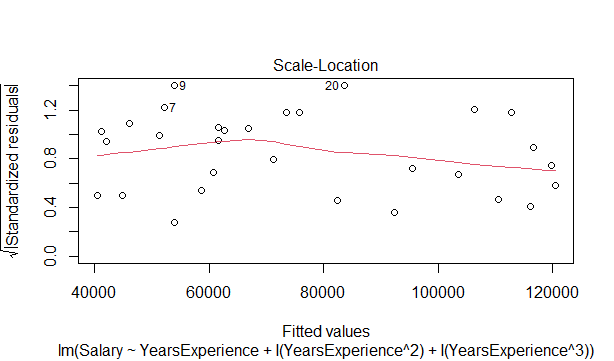 Scale-Location
√|Standardized residuals|
0.0 0.4 0.8 1.2
9
20
7
40000 60000 80000 100000 120000
Fitted values
lm(Salary ~ YearsExperience + I(YearsExperience^2) + I(YearsExperience^3))